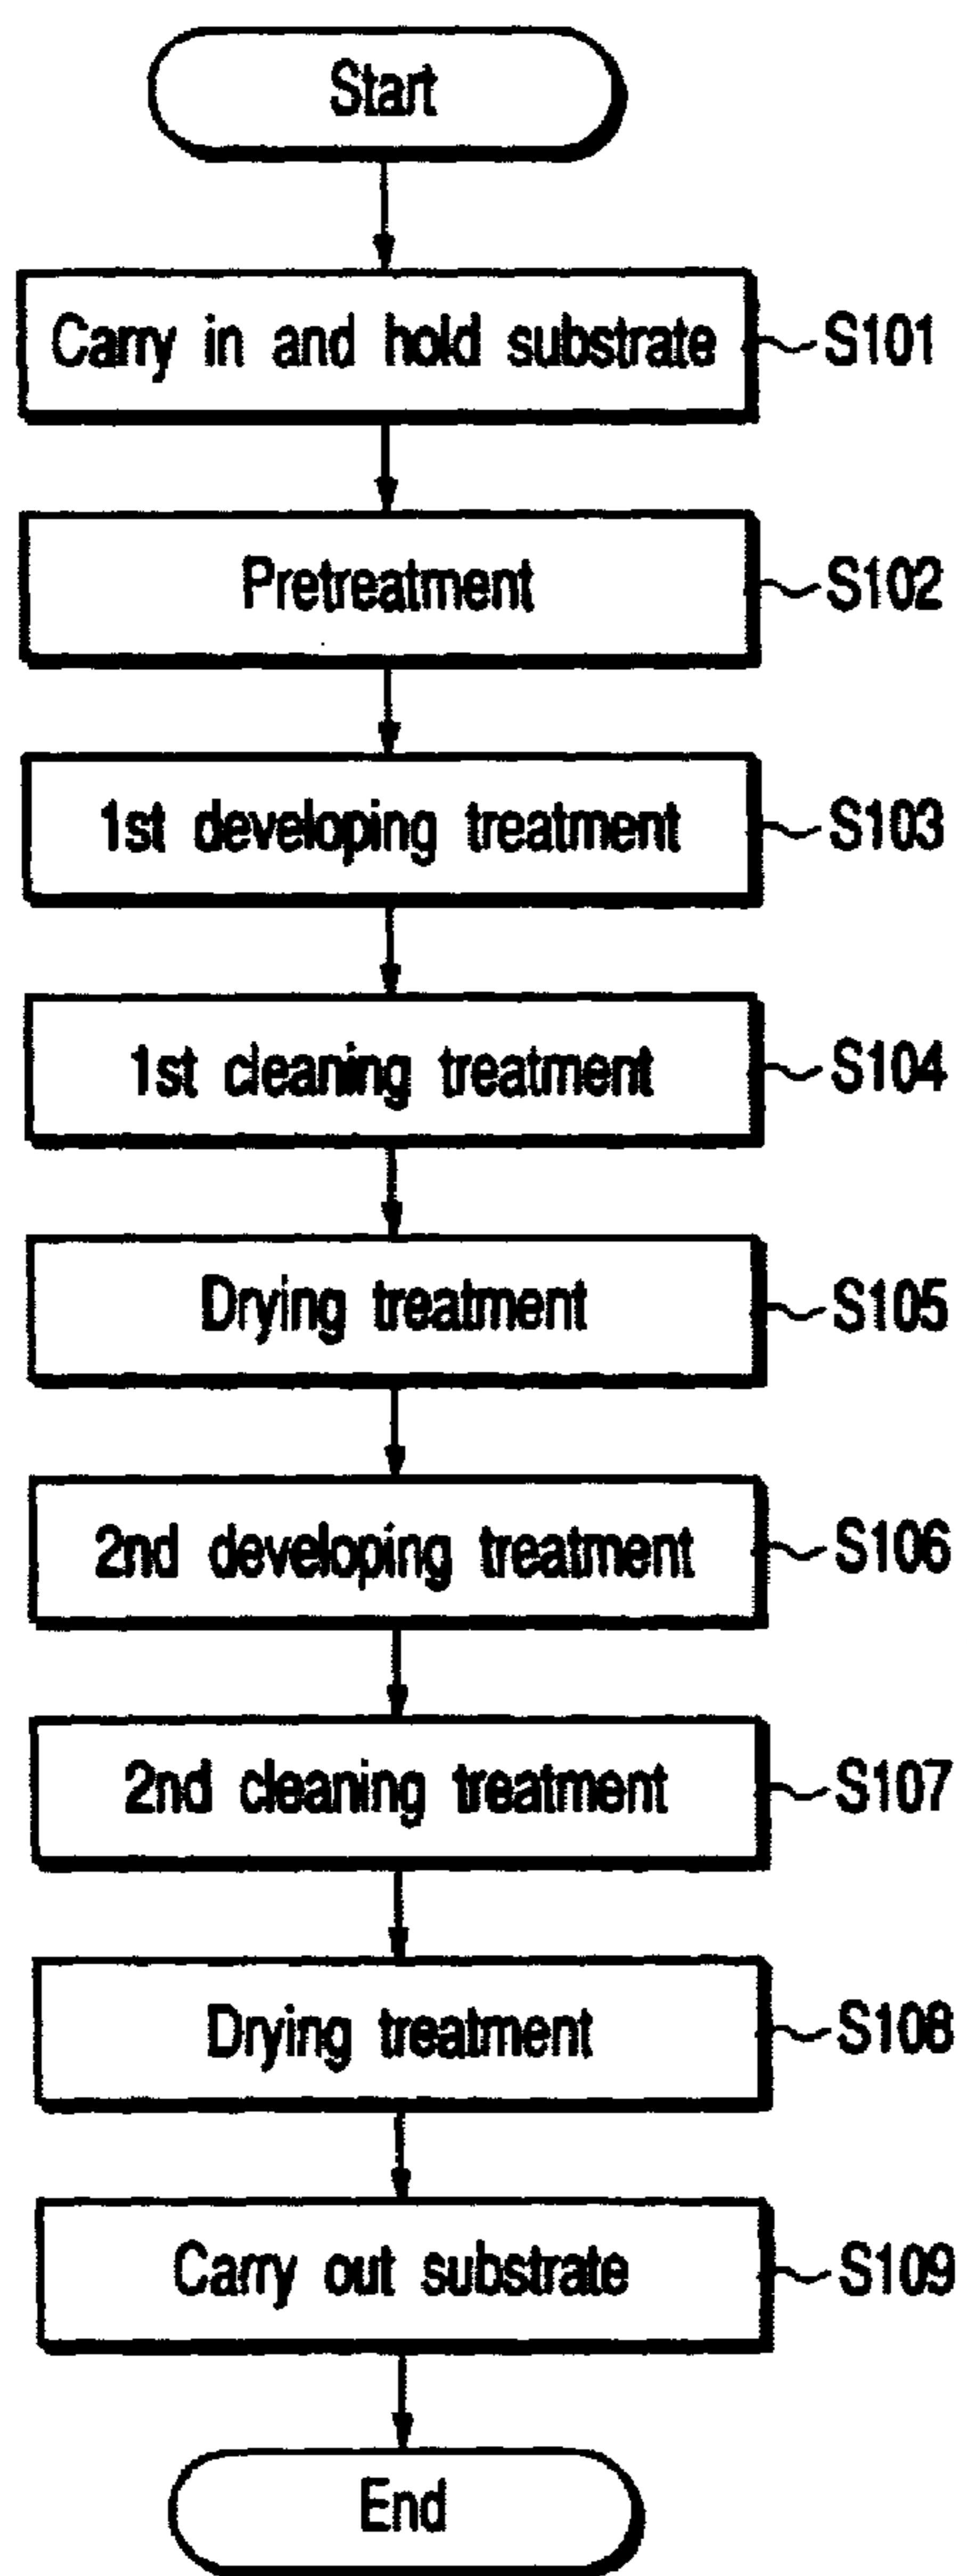 Start
Carry in and hold substrate S101
Pretreatment S102
1st developing treatment S103
1st cleaning treatment S104
Drying treatment S105
2nd developing treatment S106
2nd cleaning treatment S107
Drying treatment S108
Carry out substrate S109
End